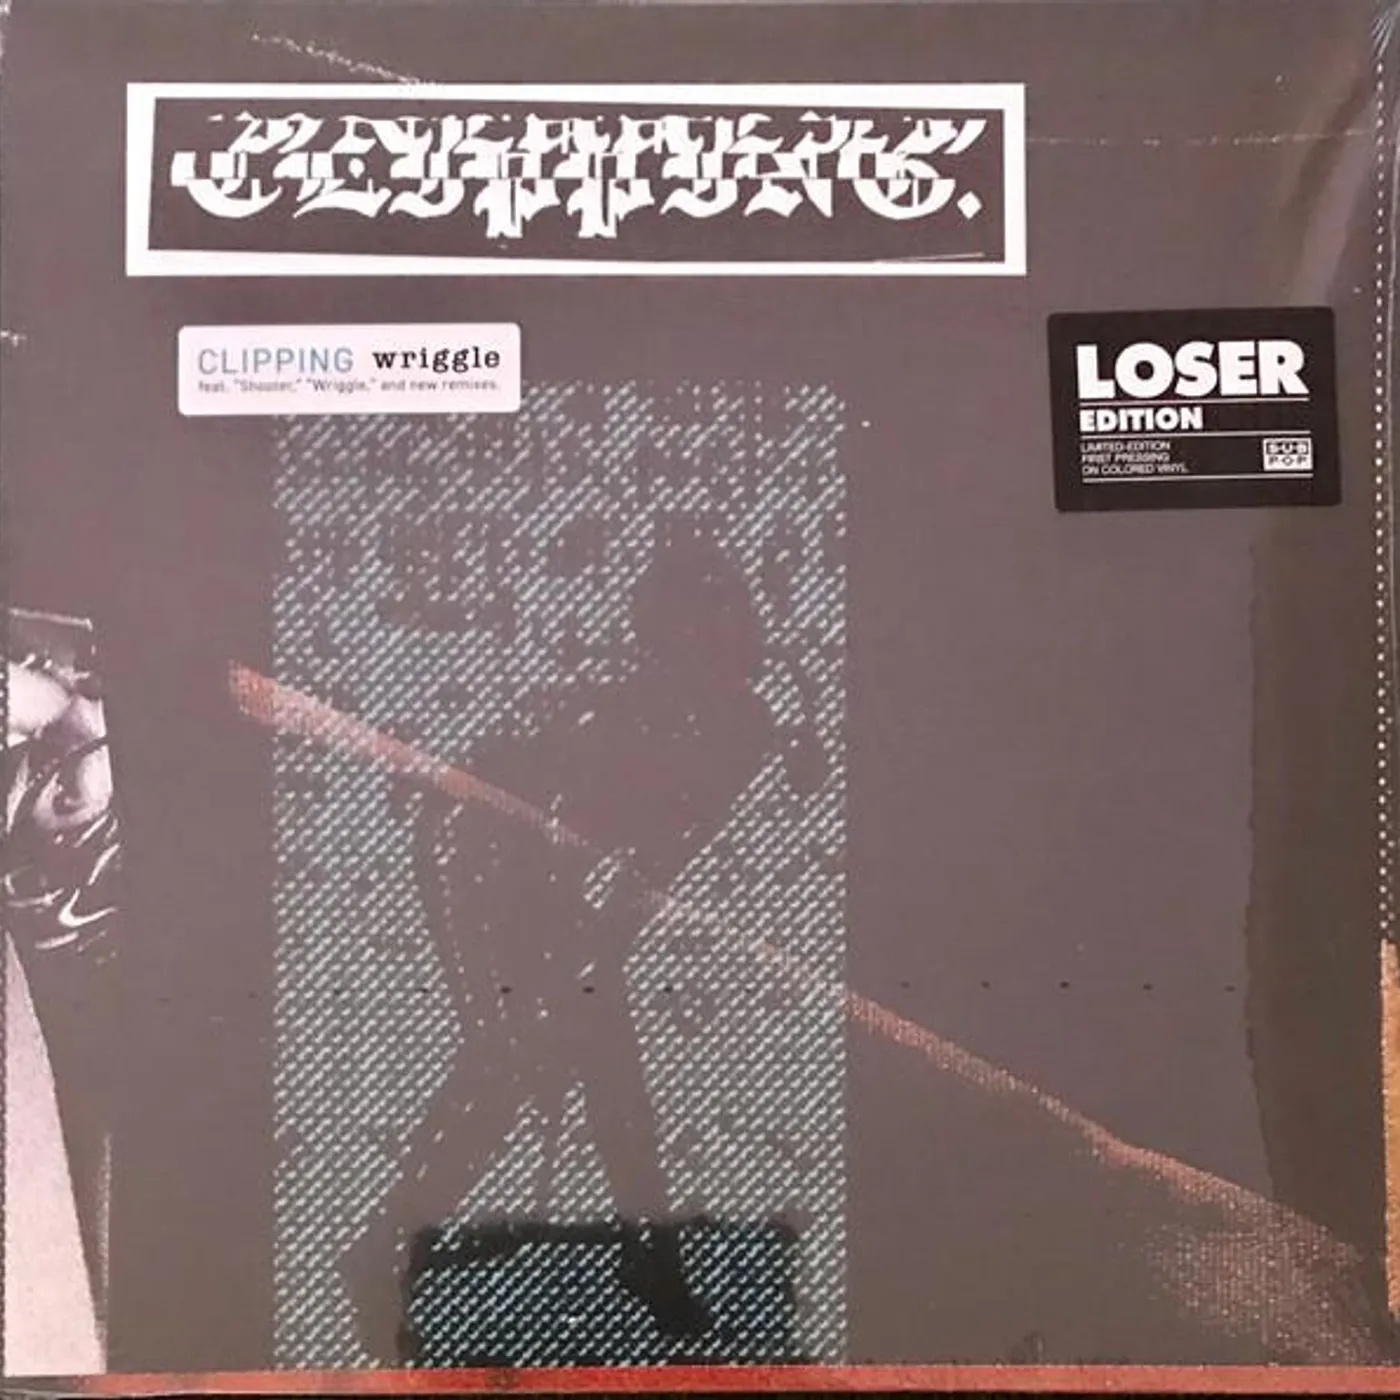 CLIPPING.
CLIPPING wriggle
feat. "Shooter," "Wriggle," and new remixes.
LOSER
EDITION
LIMITED-EDITION
FIRST PRESSING
ON COLORED VINYL
SUB
POP